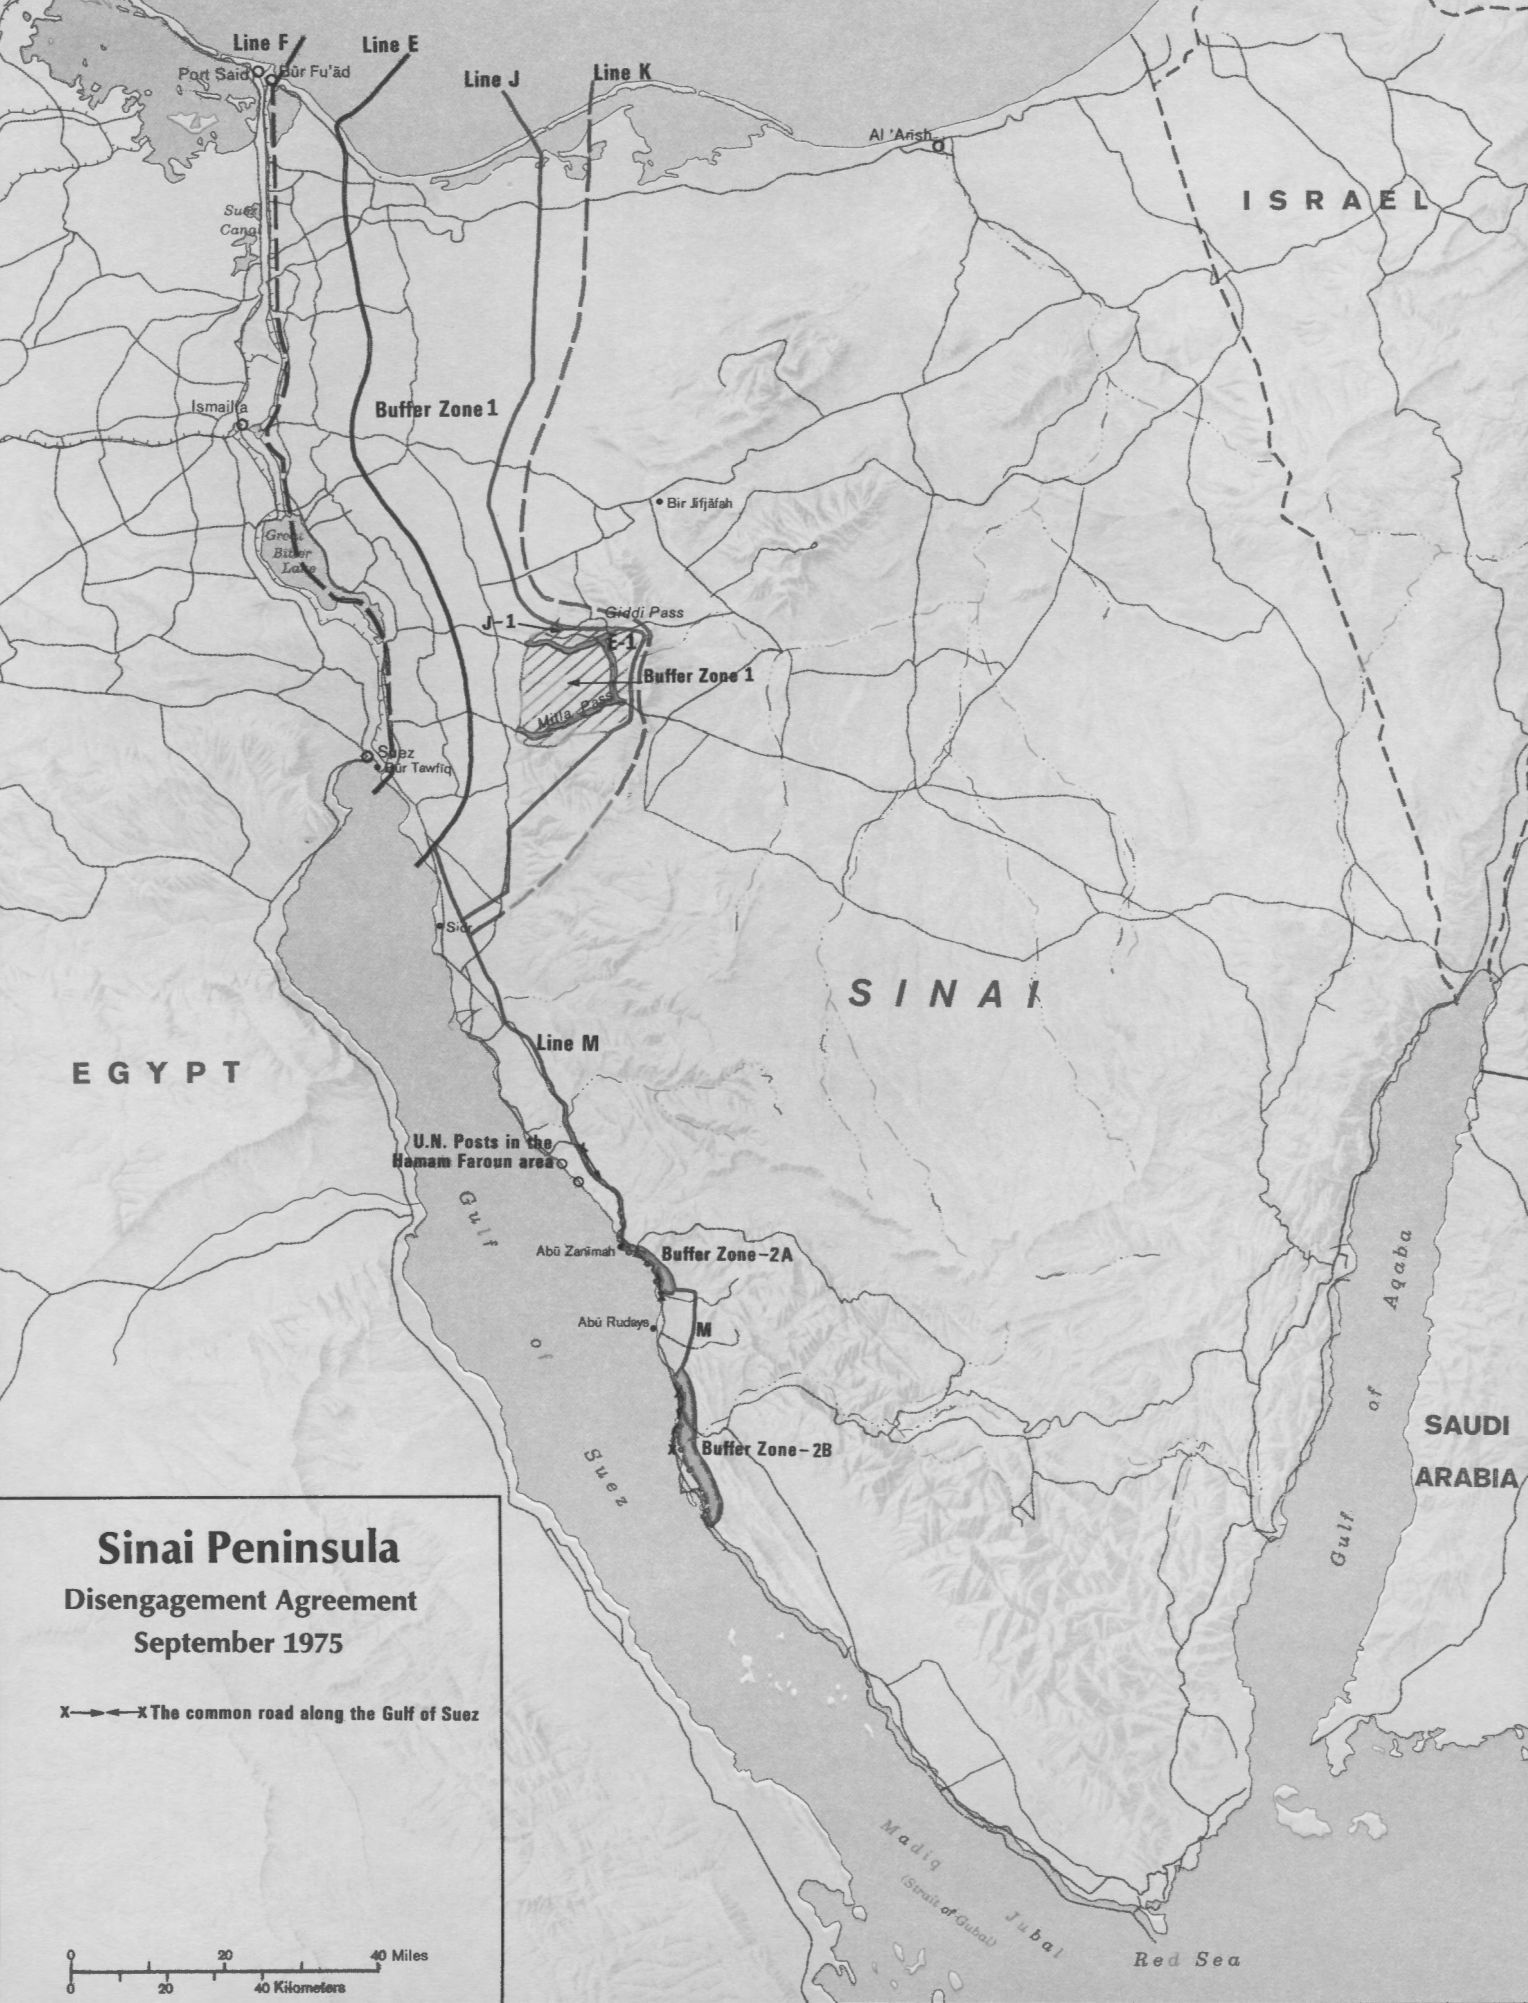 Line F
Line E
Line J
Line K
Port Said
Būr Fu'ād
Al 'Arīsh
ISRAEL
Suez
Canal
Ismailia
Buffer Zone 1
Bir Jifjāfah
Great
Bitter
Lake
Giddi Pass
J-1
E-1
Buffer Zone 1
Mitla Pass
Suez
Būr Tawfīq
Sidr
SINAI
Line M
EGYPT
U.N. Posts in the
Hamam Faroun area
Gulf
of
Suez
Abū Zanīmah
Buffer Zone-2A
Abū Rudays
M
Buffer Zone-2B
Gulf
of
Aqaba
SAUDI
ARABIA
Sinai Peninsula
Disengagement Agreement
September 1975
X X The common road along the Gulf of Suez
0 20 40 Miles
0 20 40 Kilometers
Madiq
Jubal
(Strait of Gubal)
Red Sea